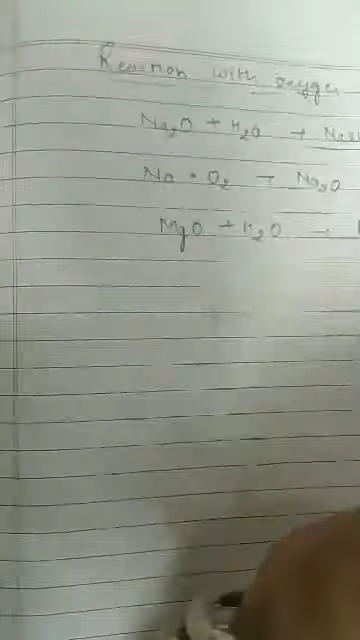 Reaction with oxygen
Na₂O + H₂O →
Na + O₂ → Na₂O
MgO + H₂O →